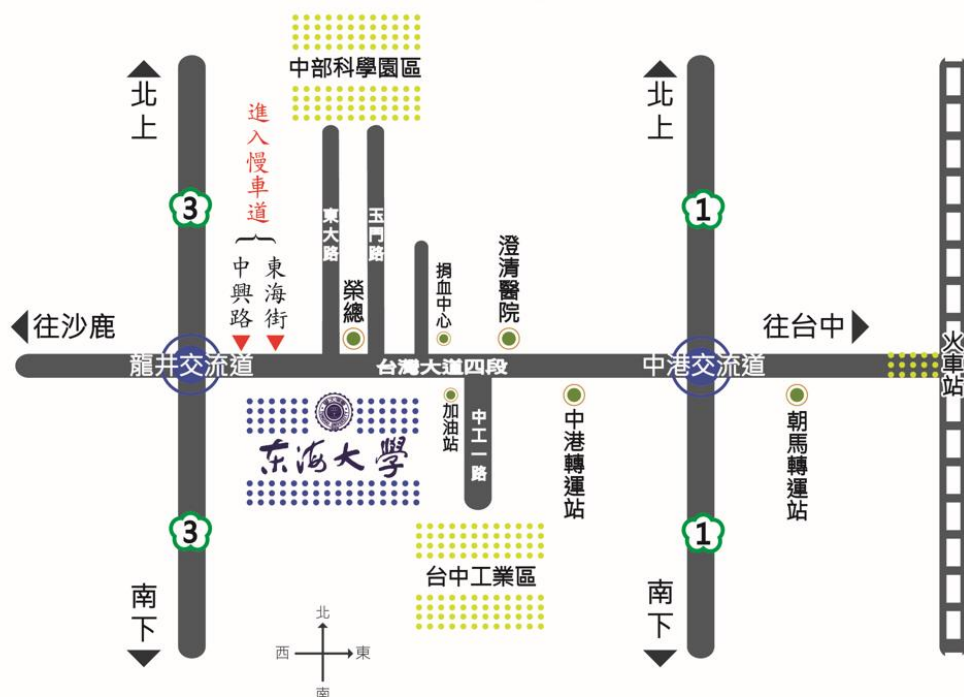 中部科學園區
北上
北上
進入慢車道
3
1
東大路
玉門路
中興路
東海街
榮總
捐血中心
澄清醫院
往沙鹿
往台中
火車站
龍井交流道
台灣大道四段
中港交流道
东海大學
加油站
中工一路
中港轉運站
朝馬轉運站
3
1
台中工業區
南下
南下
北
西
東
南